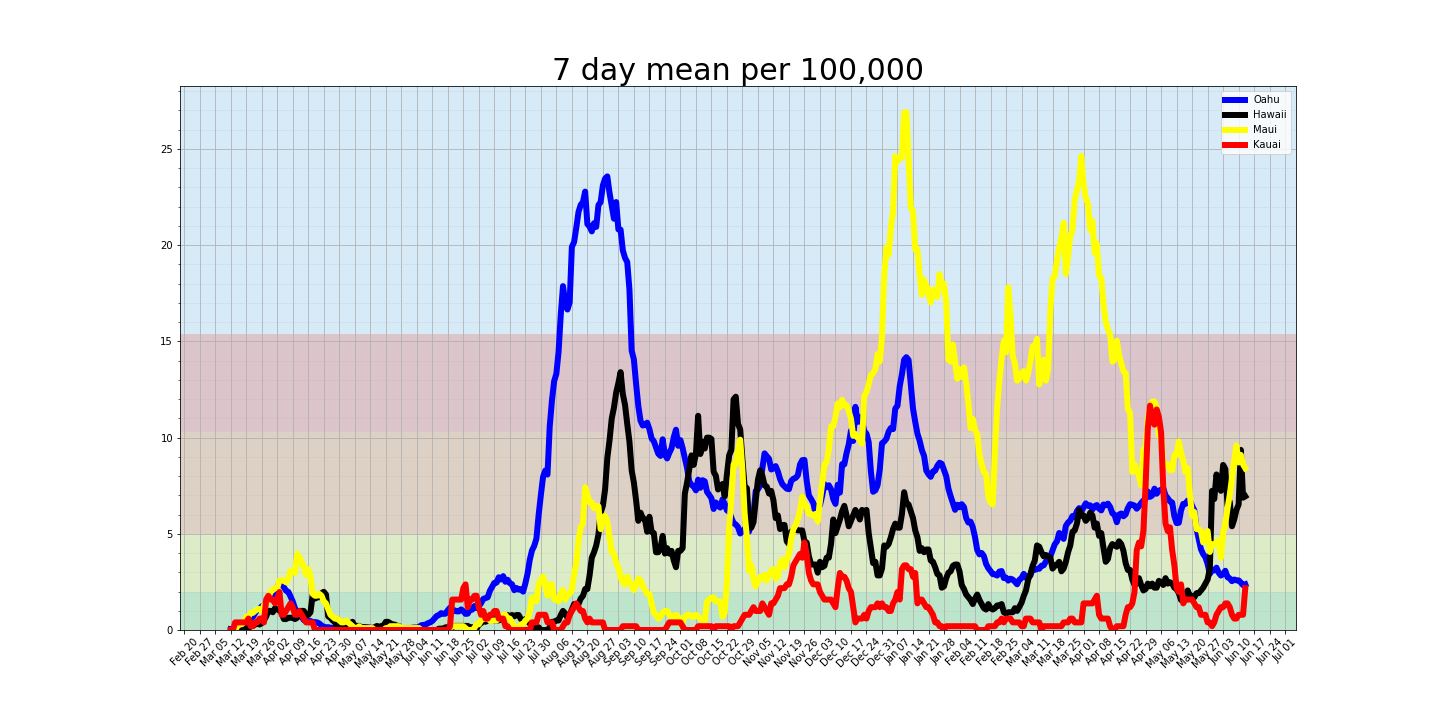 7 day mean per 100,000
Oahu
Hawaii
Maui
Kauai
25
20
15
10
5
0
Feb 20
Feb 27
Mar 05
Mar 12
Mar 19
Mar 26
Apr 02
Apr 09
Apr 16
Apr 23
Apr 30
May 07
May 14
May 21
May 28
Jun 04
Jun 11
Jun 18
Jun 25
Jul 02
Jul 09
Jul 16
Jul 23
Jul 30
Aug 06
Aug 13
Aug 20
Aug 27
Sep 03
Sep 10
Sep 17
Sep 24
Oct 01
Oct 08
Oct 15
Oct 22
Oct 29
Nov 05
Nov 12
Nov 19
Nov 26
Dec 03
Dec 10
Dec 17
Dec 24
Dec 31
Jan 07
Jan 14
Jan 21
Jan 28
Feb 04
Feb 11
Feb 18
Feb 25
Mar 04
Mar 11
Mar 18
Mar 25
Apr 01
Apr 08
Apr 15
Apr 22
Apr 29
May 06
May 13
May 20
May 27
Jun 03
Jun 10
Jun 17
Jun 24
Jul 01